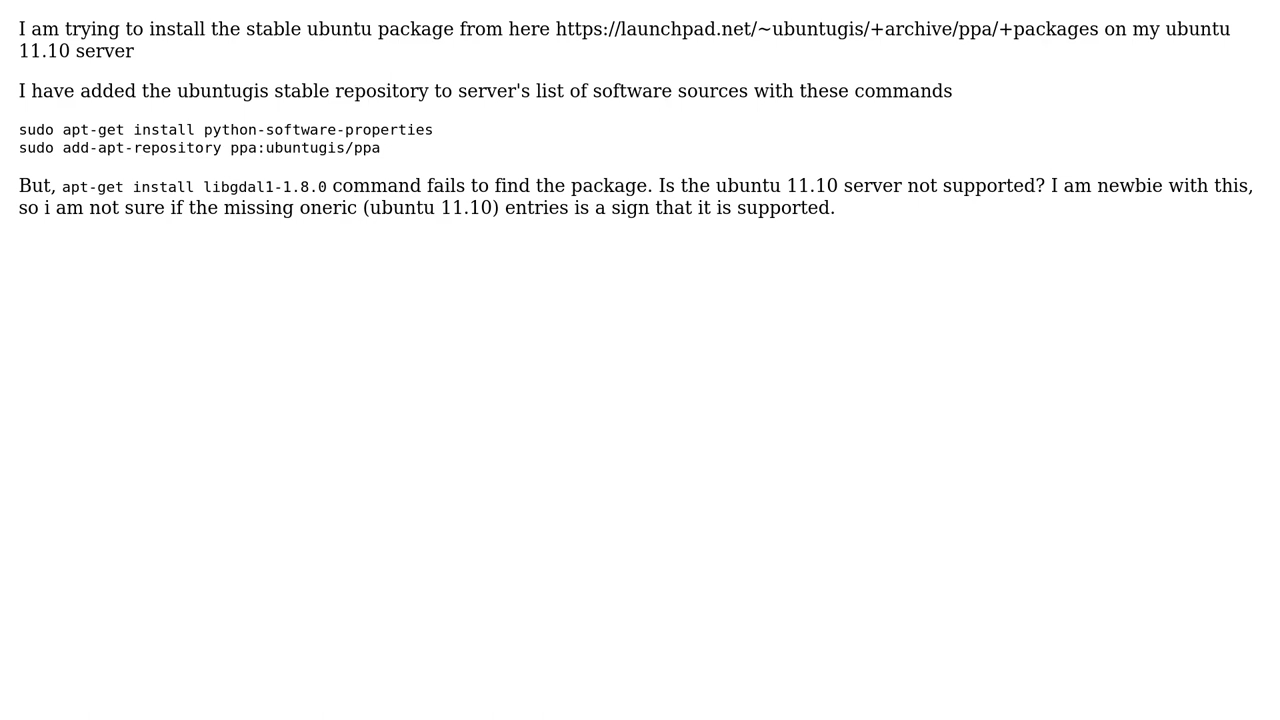 I am trying to install the stable ubuntu package from here https://launchpad.net/~ubuntugis/+archive/ppa/+packages on my ubuntu
11.10 server
I have added the ubuntugis stable repository to server's list of software sources with these commands
sudo apt-get install python-software-properties
sudo add-apt-repository ppa:ubuntugis/ppa
But, apt-get install libgdal1-1.8.0 command fails to find the package. Is the ubuntu 11.10 server not supported? I am newbie with this,
so i am not sure if the missing oneric (ubuntu 11.10) entries is a sign that it is supported.